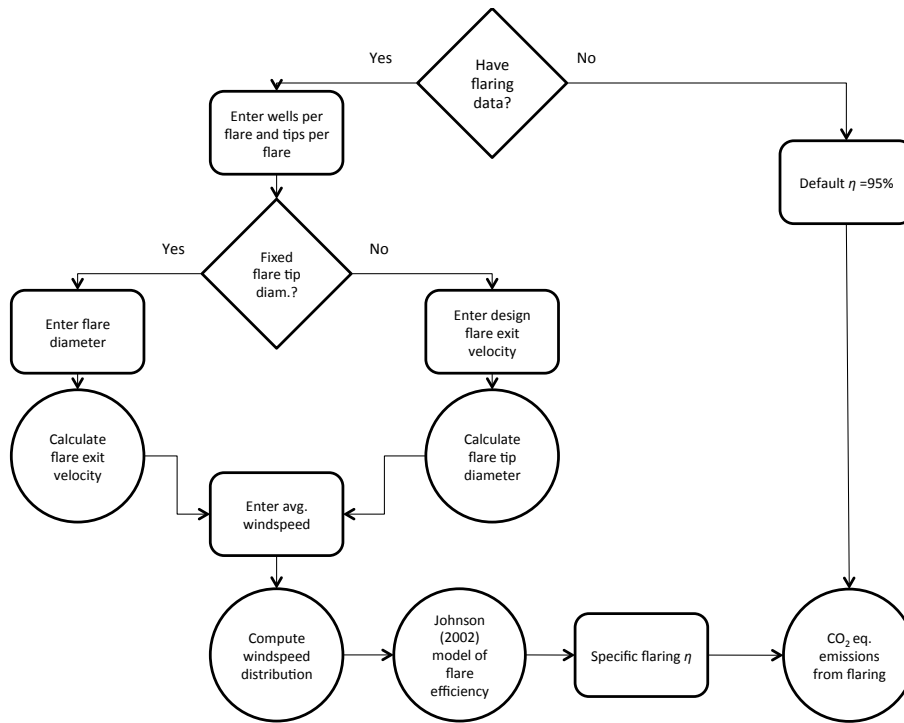 Yes
Have
flaring
data?
No
Enter wells per
flare and tips per
flare
Default η =95%
Yes
Fixed
flare tip
diam.?
No
Enter flare
diameter
Enter design
flare exit
velocity
Calculate
flare exit
velocity
Calculate
flare tip
diameter
Enter avg.
windspeed
Compute
windspeed
distribution
Johnson
(2002)
model of
flare
efficiency
Specific flaring η
CO₂ eq.
emissions
from flaring